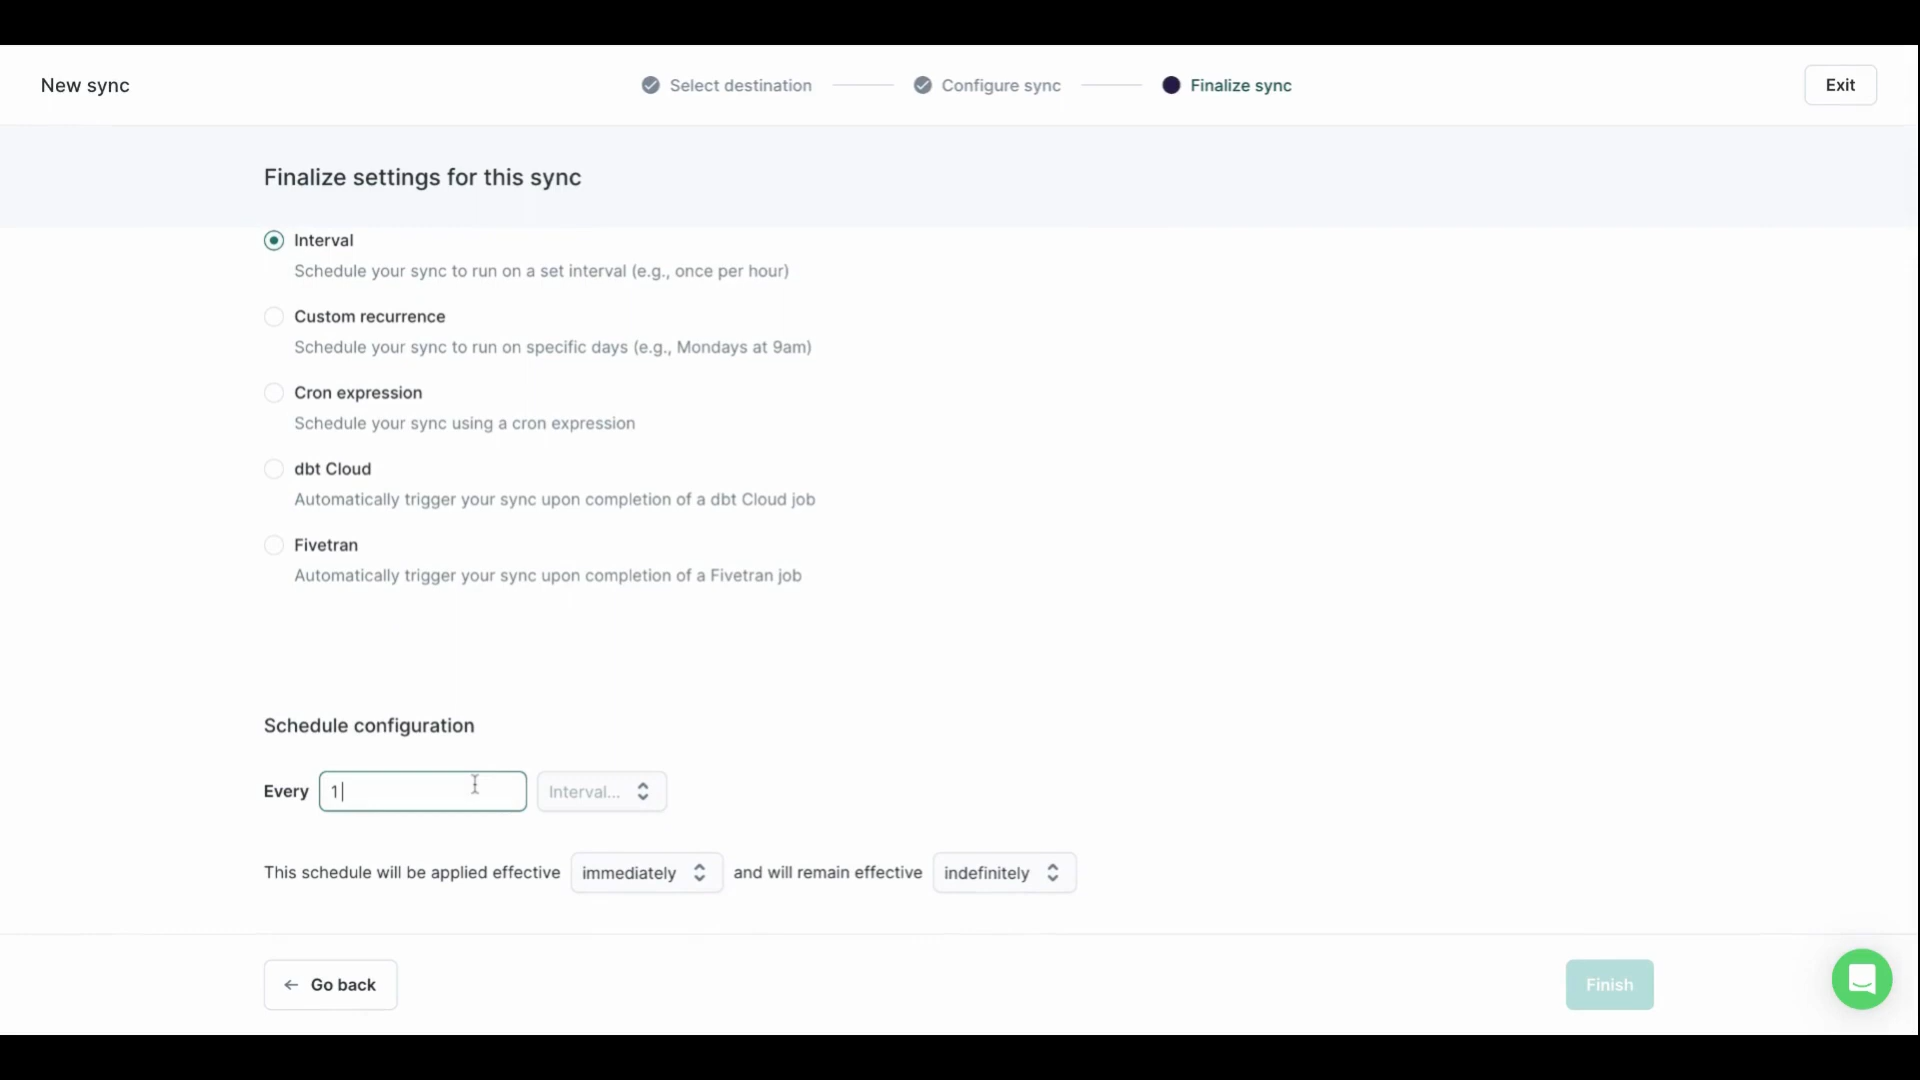 New sync
Select destination
Configure sync
Finalize sync
Exit
Finalize settings for this sync
Interval
Schedule your sync to run on a set interval (e.g., once per hour)
Custom recurrence
Schedule your sync to run on specific days (e.g., Mondays at 9am)
Cron expression
Schedule your sync using a cron expression
dbt Cloud
Automatically trigger your sync upon completion of a dbt Cloud job
Fivetran
Automatically trigger your sync upon completion of a Fivetran job
Schedule configuration
Every 1 Interval...
This schedule will be applied effective immediately and will remain effective indefinitely
Go back
Finish